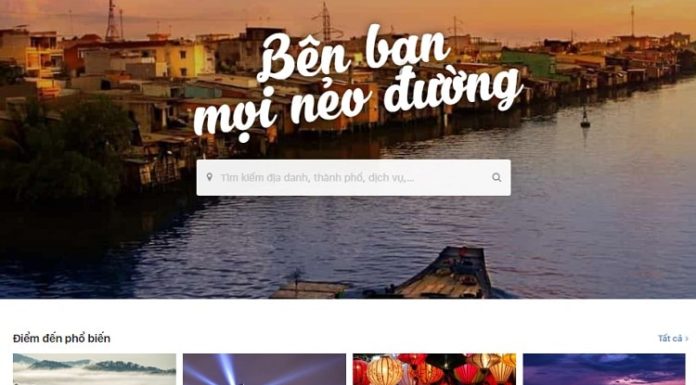 Bên bạn
mọi nẻo đường
Tìm kiếm địa danh, thành phố, dịch vụ,...
Điểm đến phổ biến
Tất cả